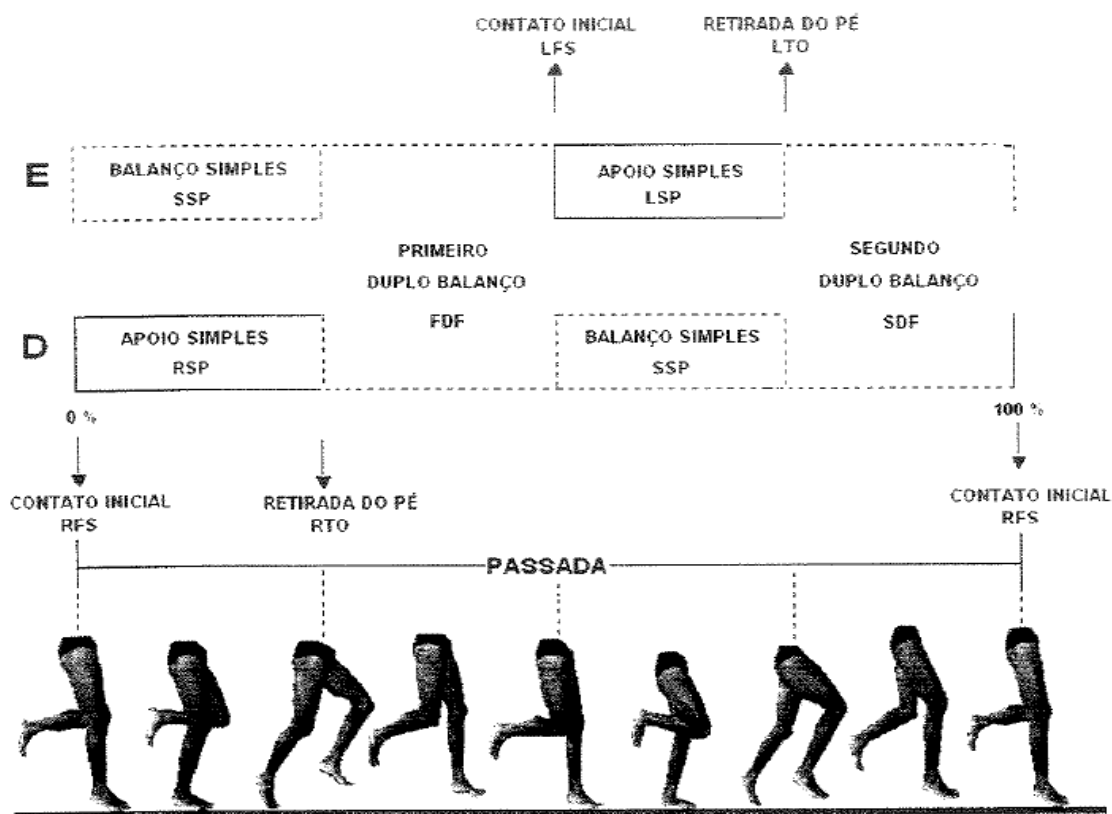 CONTATO INICIAL
LFS
RETIRADA DO PÉ
LTO
E
BALANÇO SIMPLES
SSP
APOIO SIMPLES
LSP
PRIMEIRO
DUPLO BALANÇO
FDF
SEGUNDO
DUPLO BALANÇO
SDF
D
APOIO SIMPLES
RSP
BALANÇO SIMPLES
SSP
0 %
100 %
CONTATO INICIAL
RFS
RETIRADA DO PÉ
RTO
CONTATO INICIAL
RFS
PASSADA